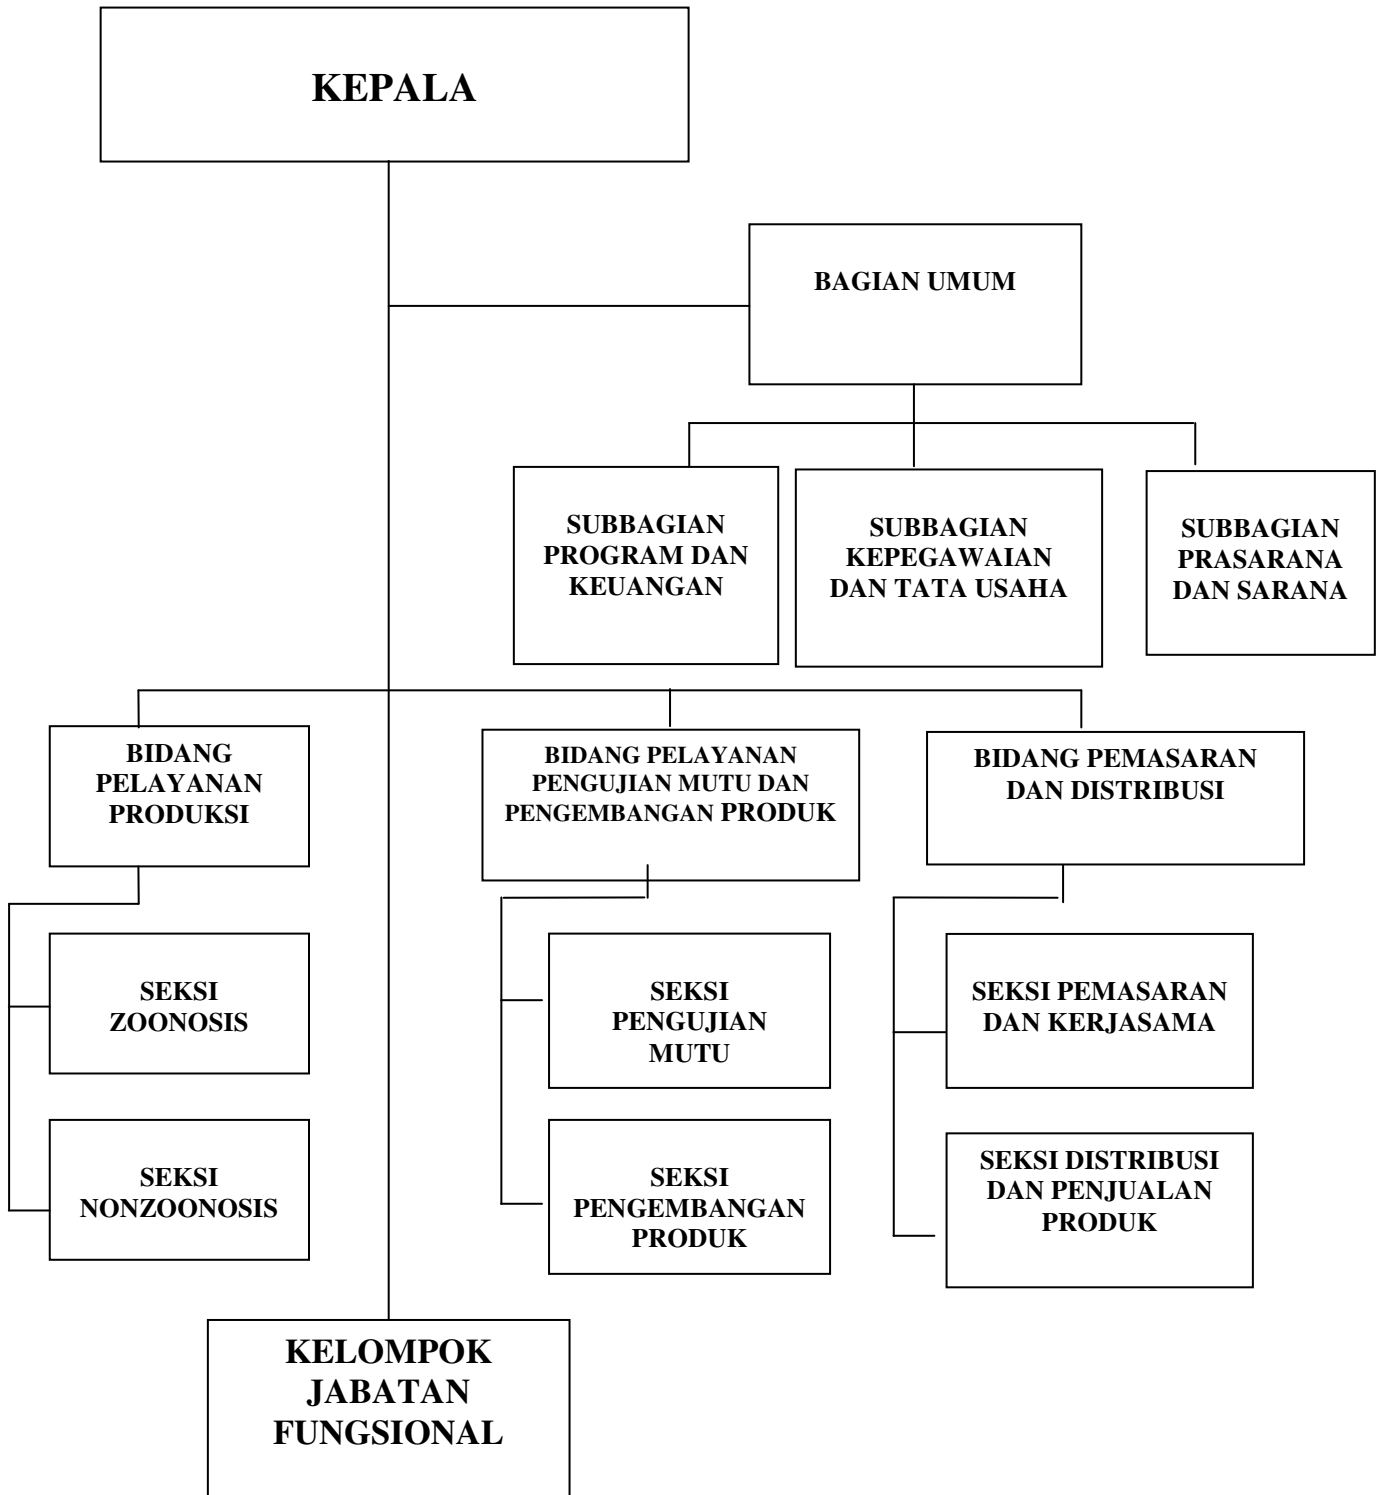 KEPALA
BAGIAN UMUM
SUBBAGIAN
PROGRAM DAN
KEUANGAN
SUBBAGIAN
KEPEGAWAIAN
DAN TATA USAHA
SUBBAGIAN
PRASARANA
DAN SARANA
BIDANG
PELAYANAN
PRODUKSI
BIDANG PELAYANAN
PENGUJIAN MUTU DAN
PENGEMBANGAN PRODUK
BIDANG PEMASARAN
DAN DISTRIBUSI
SEKSI
ZOONOSIS
SEKSI
PENGUJIAN
MUTU
SEKSI PEMASARAN
DAN KERJASAMA
SEKSI
NONZOONOSIS
SEKSI
PENGEMBANGAN
PRODUK
SEKSI DISTRIBUSI
DAN PENJUALAN
PRODUK
KELOMPOK
JABATAN
FUNGSIONAL